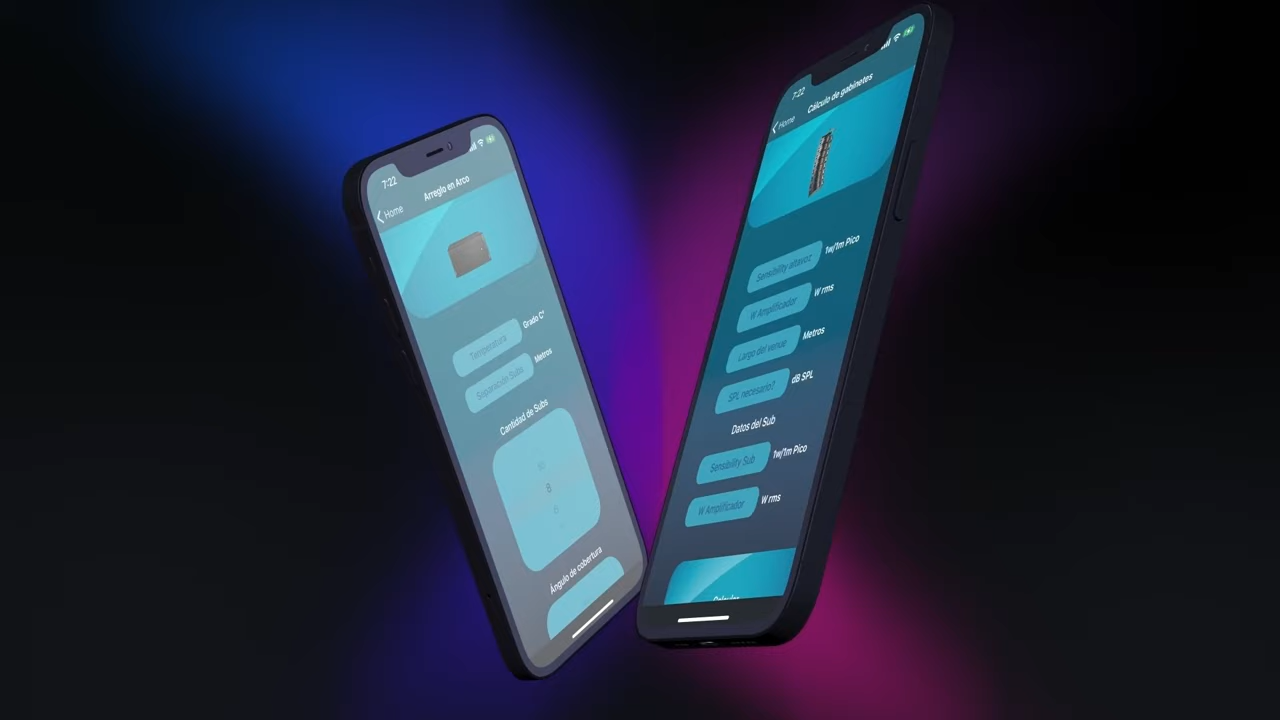 7:22
Home
Arreglo en Arco
Temperatura
Grado C°
Separación Subs
Metros
Cantidad de Subs
8
Ángulo de cobertura
7:22
Home
Cálculo de gabinetes
Sensibility altavoz
1w/1m Pico
W Amplificador
W rms
Largo del venue
Metros
SPL necesario?
dB SPL
Datos del Sub
Sensibility Sub
1w/1m Pico
W Amplificador
W rms